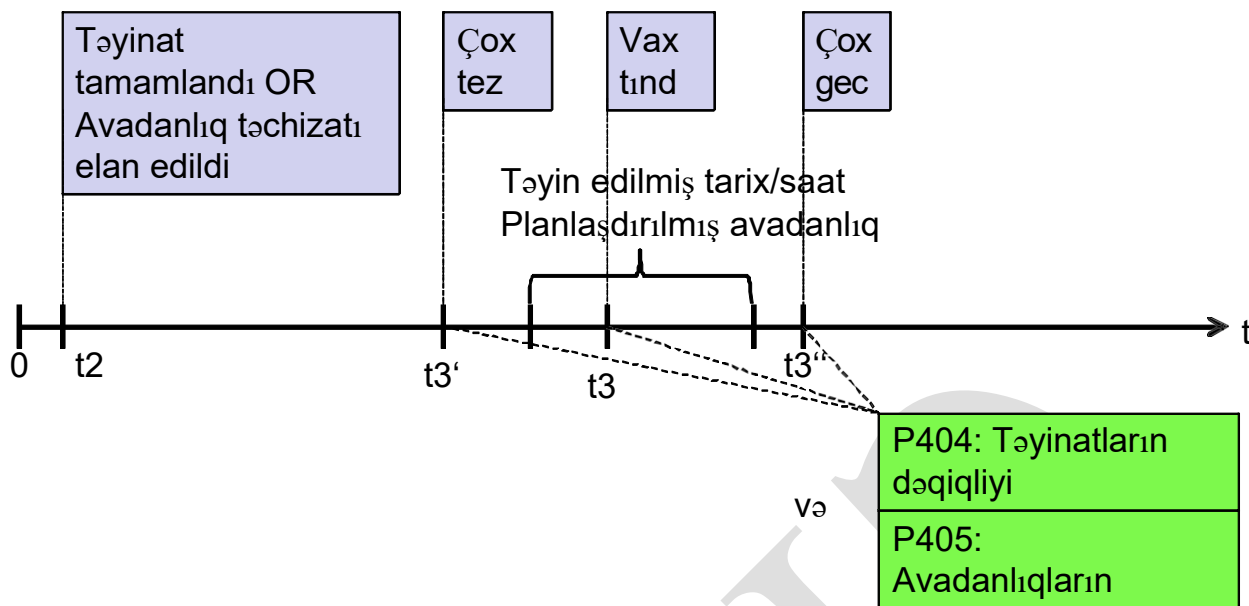 Təyinat
tamamlandı OR
Avadanlıq təchizatı
elan edildi
Çox
tez
Vax
tınd
Çox
gec
Təyin edilmiş tarix/saat
Planlaşdırılmış avadanlıq
0
t2
t3‘
t3
t3“
t
və
P404: Təyinatların
dəqiqliyi
P405:
Avadanlıqların